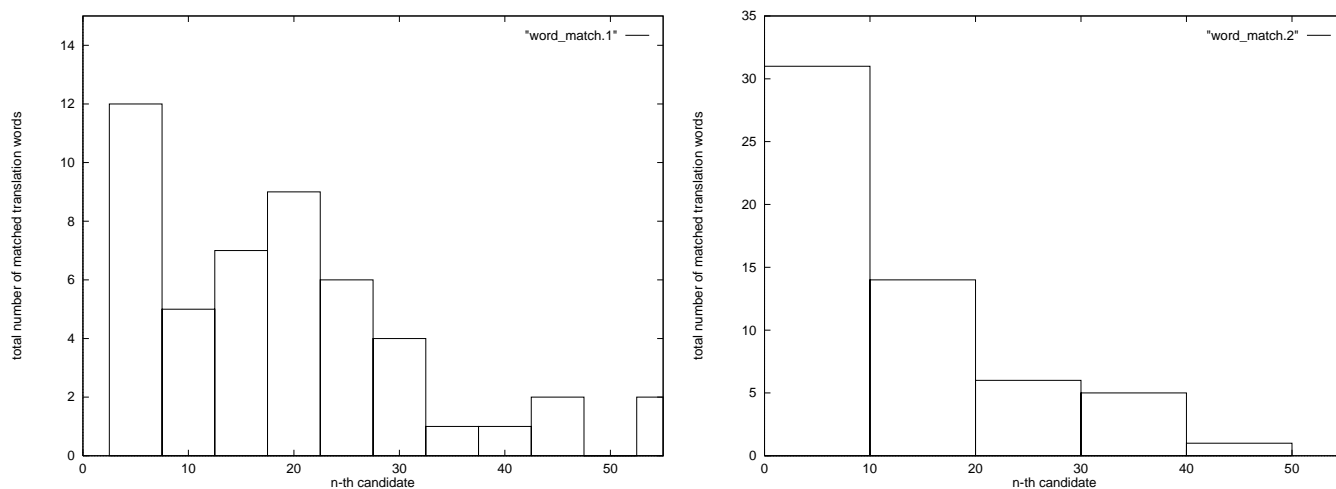 14
12
10
8
6
4
2
0
0 10 20 30 40 50
n-th candidate
total number of matched translation words
"word_match.1"
35
30
25
20
15
10
5
0
0 10 20 30 40 50
n-th candidate
total number of matched translation words
"word_match.2"